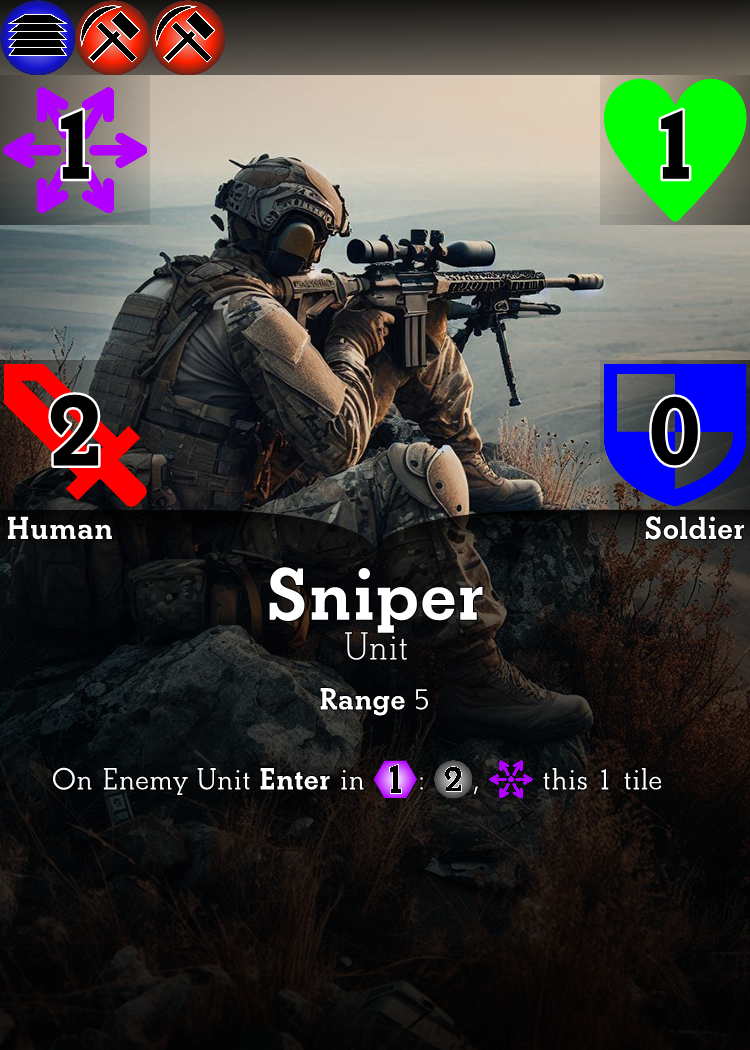 1
1
2
0
Human
Soldier
Sniper
Unit
Range 5
On Enemy Unit Enter in 1: 2, this 1 tile